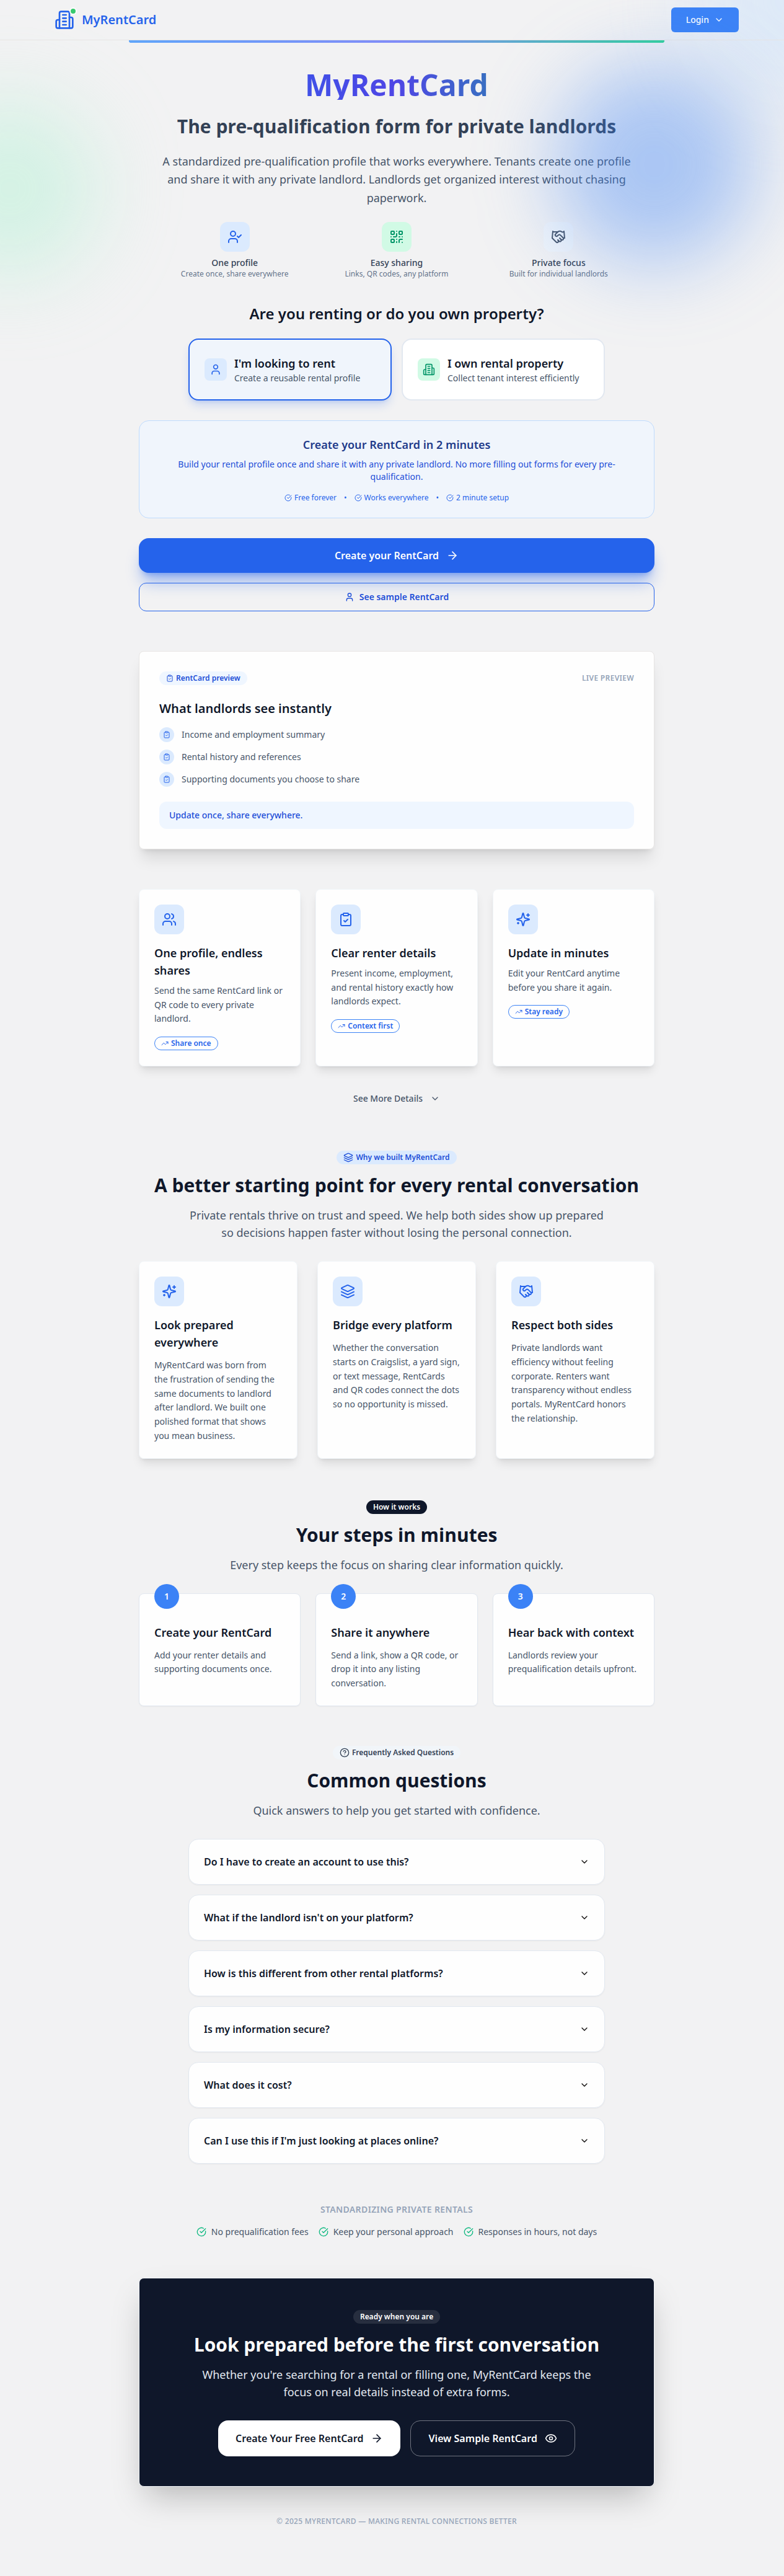 MyRentCard
Login
MyRentCard
The pre-qualification form for private landlords
A standardized pre-qualification profile that works everywhere. Tenants create one profile
and share it with any private landlord. Landlords get organized interest without chasing
paperwork.
One profile
Create once, share everywhere
Easy sharing
Links, QR codes, any platform
Private focus
Built for individual landlords
Are you renting or do you own property?
I'm looking to rent
Create a reusable rental profile
I own rental property
Collect tenant interest efficiently
Create your RentCard in 2 minutes
Build your rental profile once and share it with any private landlord. No more filling out forms for every pre-
qualification.
Free forever • Works everywhere • 2 minute setup
Create your RentCard
See sample RentCard
RentCard preview
LIVE PREVIEW
What landlords see instantly
Income and employment summary
Rental history and references
Supporting documents you choose to share
Update once, share everywhere.
One profile, endless
shares
Send the same RentCard link or
QR code to every private
landlord.
Share once
Clear renter details
Present income, employment,
and rental history exactly how
landlords expect.
Context first
Update in minutes
Edit your RentCard anytime
before you share it again.
Stay ready
See More Details
Why we built MyRentCard
A better starting point for every rental conversation
Private rentals thrive on trust and speed. We help both sides show up prepared
so decisions happen faster without losing the personal connection.
Look prepared
everywhere
MyRentCard was born from
the frustration of sending the
same documents to landlord
after landlord. We built one
polished format that shows
you mean business.
Bridge every platform
Whether the conversation
starts on Craigslist, a yard sign,
or text message, RentCards
and QR codes connect the dots
so no opportunity is missed.
Respect both sides
Private landlords want
efficiency without feeling
corporate. Renters want
transparency without endless
portals. MyRentCard honors
the relationship.
How it works
Your steps in minutes
Every step keeps the focus on sharing clear information quickly.
1
Create your RentCard
Add your renter details and
supporting documents once.
2
Share it anywhere
Send a link, show a QR code, or
drop it into any listing
conversation.
3
Hear back with context
Landlords review your
prequalification details upfront.
Frequently Asked Questions
Common questions
Quick answers to help you get started with confidence.
Do I have to create an account to use this?
What if the landlord isn't on your platform?
How is this different from other rental platforms?
Is my information secure?
What does it cost?
Can I use this if I'm just looking at places online?
STANDARDIZING PRIVATE RENTALS
No prequalification fees
Keep your personal approach
Responses in hours, not days
Ready when you are
Look prepared before the first conversation
Whether you're searching for a rental or filling one, MyRentCard keeps the
focus on real details instead of extra forms.
Create Your Free RentCard
View Sample RentCard
© 2025 MYRENTCARD — MAKING RENTAL CONNECTIONS BETTER